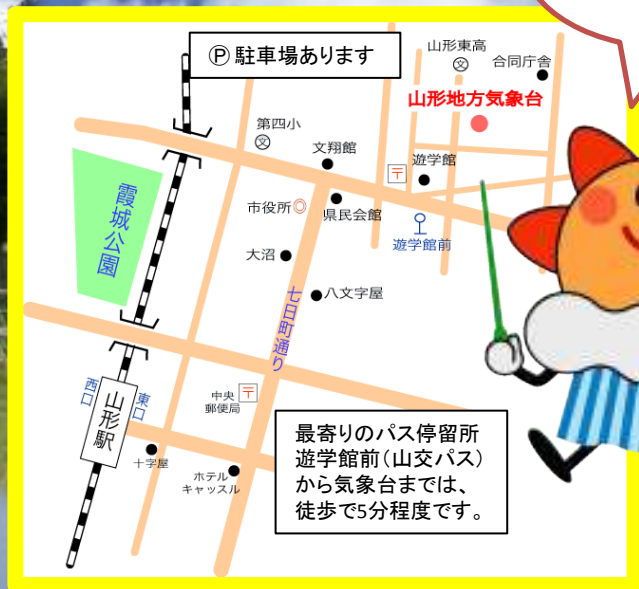 Ⓟ 駐車場あります
山形東高
合同庁舎
山形地方気象台
第四小
文翔館
〒
遊学館
霞城公園
市役所
県民会館
遊学館前
大沼
八文字屋
七日町通り
西口
山形駅
東口
中央
郵便局
〒
十字屋
ホテル
キャッスル
最寄りのバス停留所
遊学館前(山交バス)
から気象台までは、
徒歩で5分程度です。